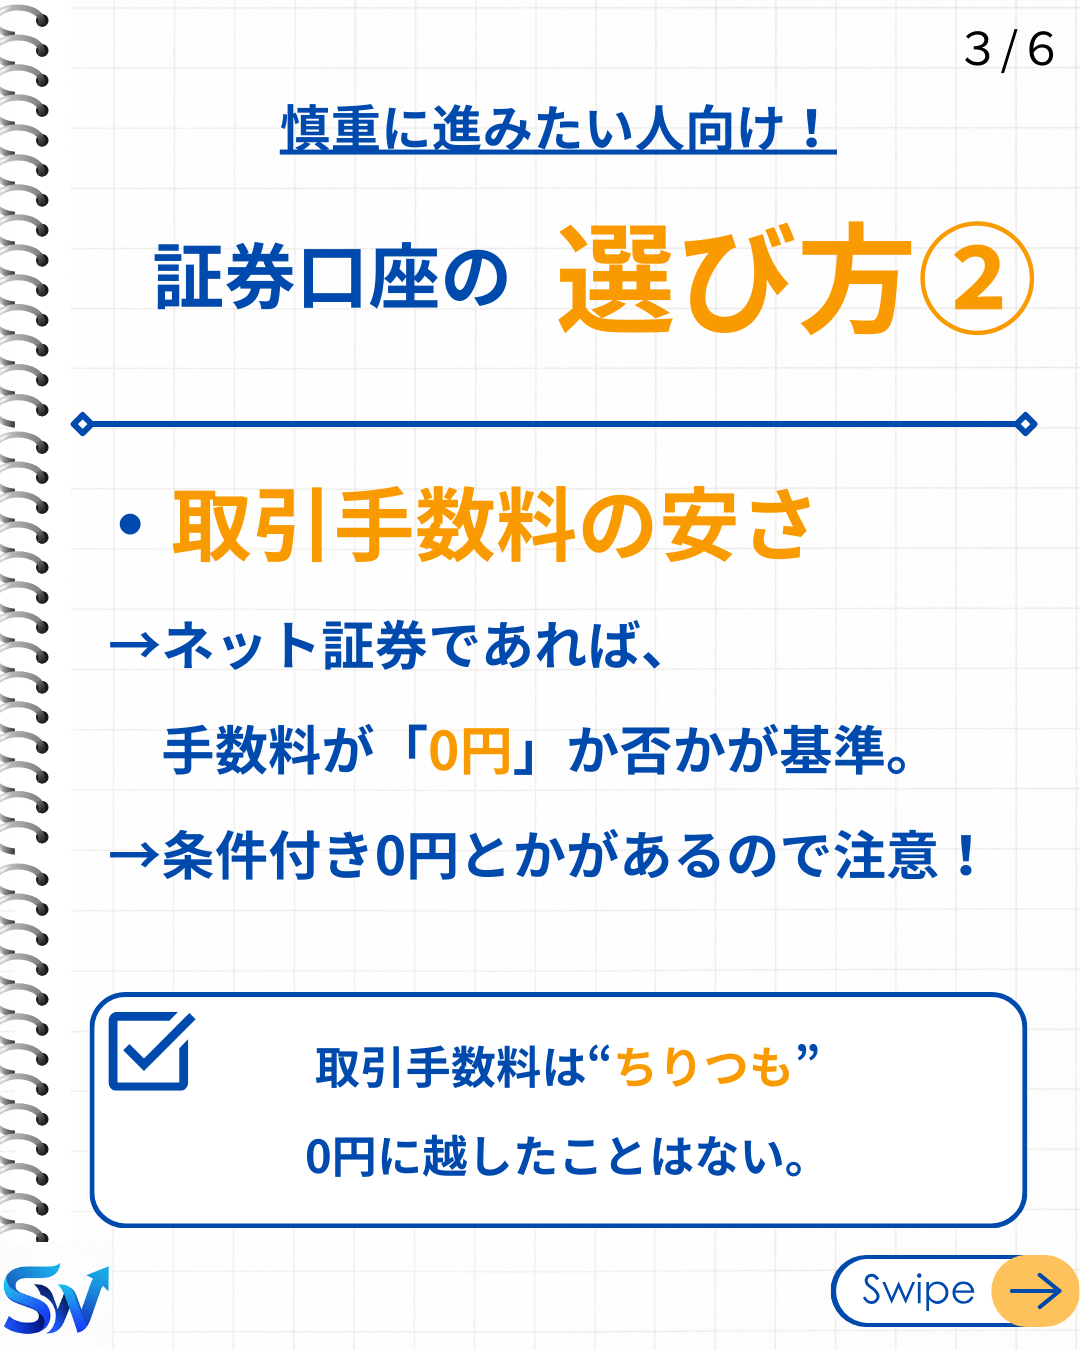 3/6
慎重に進みたい人向け！
証券口座の 選び方②
・取引手数料の安さ
→ネット証券であれば、
手数料が「0円」か否かが基準。
→条件付き0円とかがあるので注意！
取引手数料は“ちりつも”
0円に越したことはない。
SW
Swipe